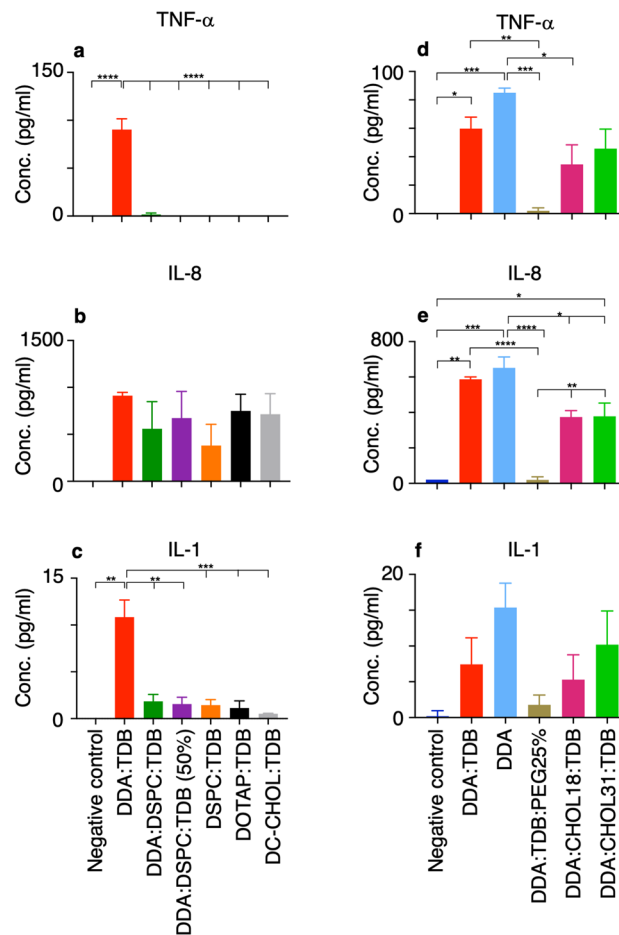 TNF-α
a
150
****
****
Conc. (pg/ml)
0
IL-8
b
1500
Conc. (pg/ml)
0
IL-1
c
15
***
**
**
Conc. (pg/ml)
0
Negative control
DDA:TDB
DDA:DSPC:TDB
DDA:DSPC:TDB (50%)
DSPC:TDB
DOTAP:TDB
DC-CHOL:TDB
TNF-α
d
**
*
100
***
***
*
Conc. (pg/ml)
0
IL-8
e
*
*
800
***
****
****
**
**
Conc. (pg/ml)
0
IL-1
f
20
Conc. (pg/ml)
0
Negative control
DDA:TDB
DDA
DDA:TDB:PEG25%
DDA:CHOL18:TDB
DDA:CHOL31:TDB